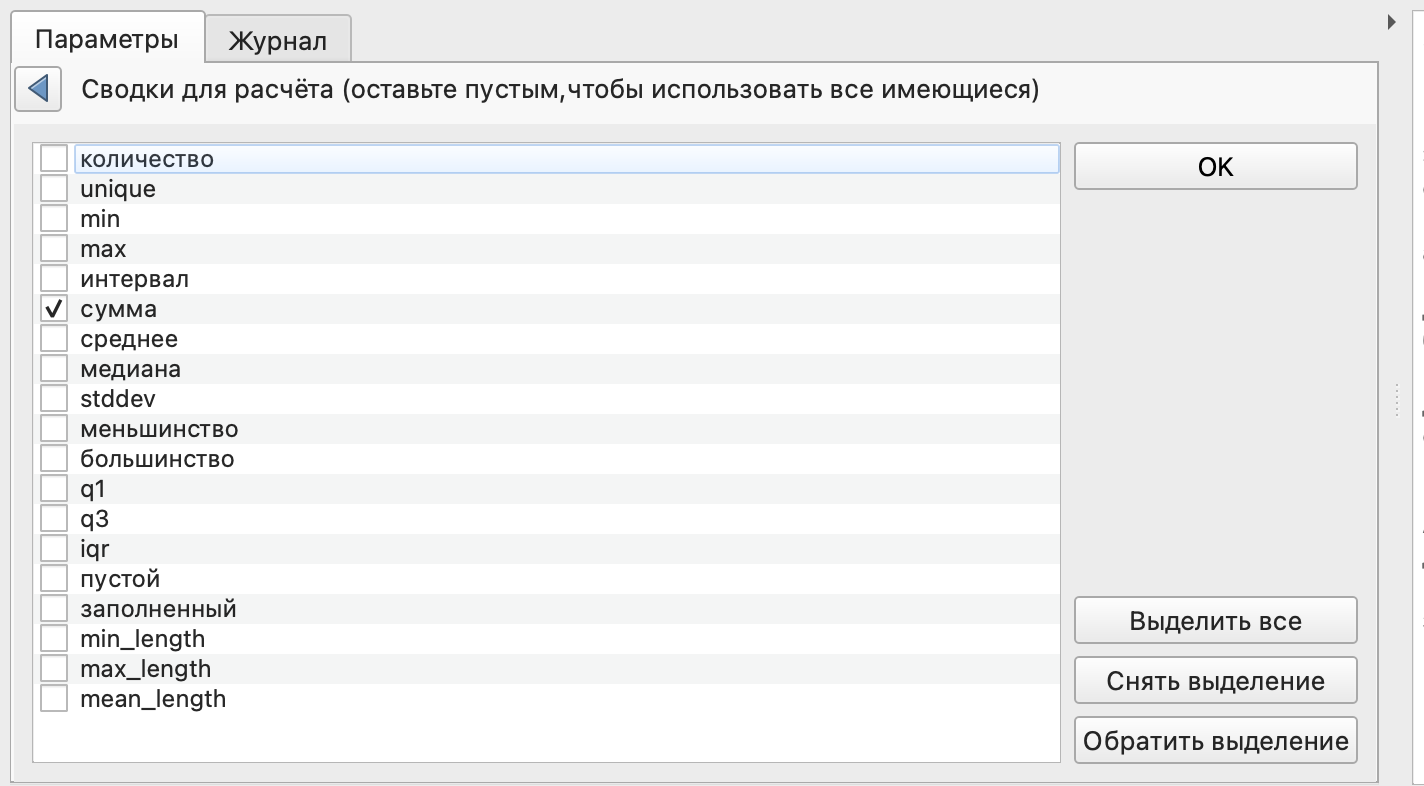 Параметры
Журнал
Сводки для расчёта (оставьте пустым,чтобы использовать все имеющиеся)
количество
OK
unique
min
max
интервал
сумма
среднее
медиана
stddev
меньшинство
большинство
q1
q3
iqr
пустой
заполненный
Выделить все
min_length
max_length
Снять выделение
mean_length
Обратить выделение